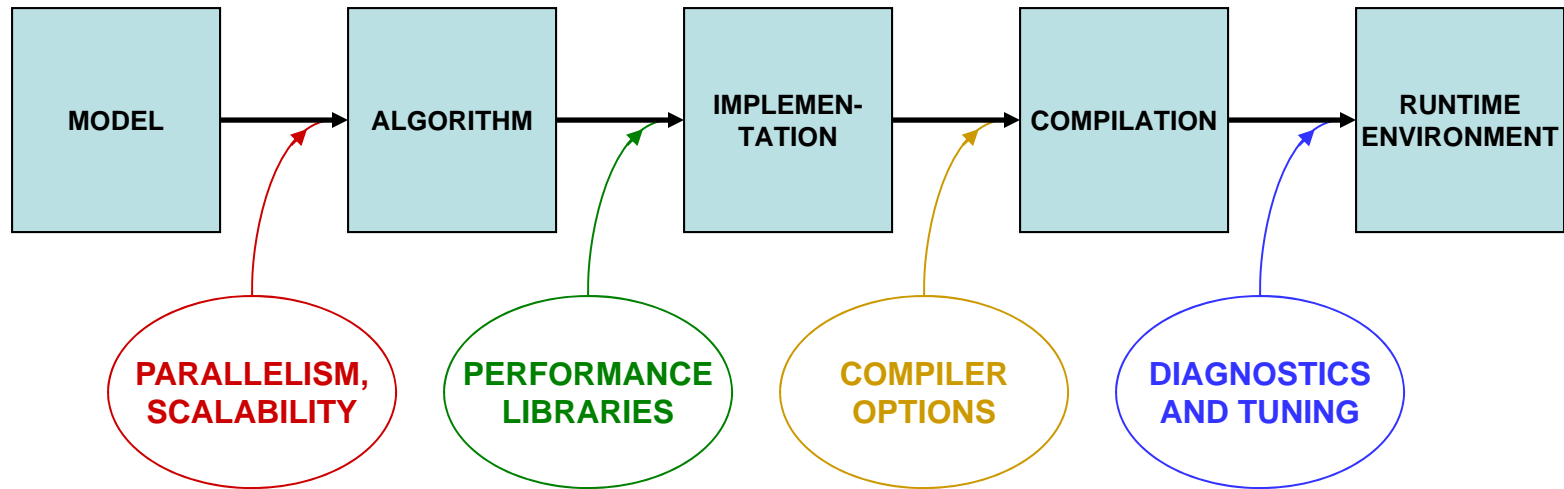 MODEL
ALGORITHM
IMPLEMEN-
TATION
COMPILATION
RUNTIME
ENVIRONMENT
PARALLELISM,
SCALABILITY
PERFORMANCE
LIBRARIES
COMPILER
OPTIONS
DIAGNOSTICS
AND TUNING